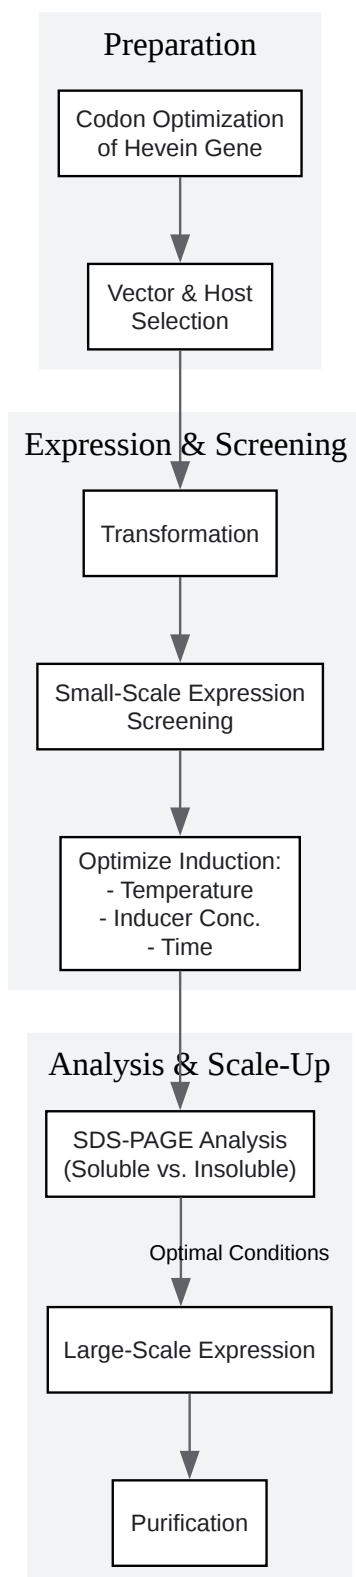 Preparation
Codon Optimization
of Hevein Gene
Vector & Host
Selection
Expression & Screening
Transformation
Small-Scale Expression
Screening
Optimize Induction:
- Temperature
- Inducer Conc.
- Time
Analysis & Scale-Up
SDS-PAGE Analysis
(Soluble vs. Insoluble)
Optimal Conditions
Large-Scale Expression
Purification